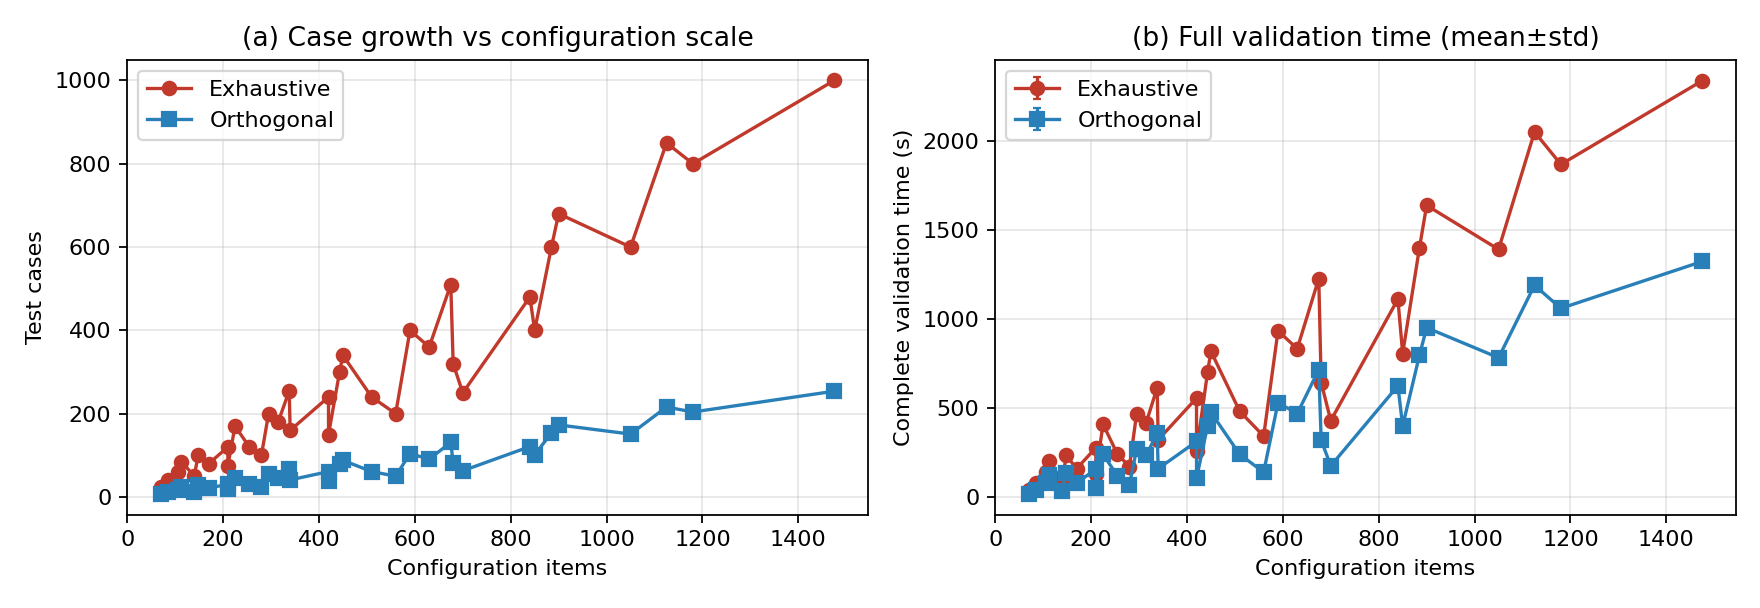 (a) Case growth vs configuration scale
Exhaustive
Orthogonal
Test cases
1000
800
600
400
200
0
0 200 400 600 800 1000 1200 1400
Configuration items
(b) Full validation time (mean±std)
Exhaustive
Orthogonal
Complete validation time (s)
2000
1500
1000
500
0
0 200 400 600 800 1000 1200 1400
Configuration items